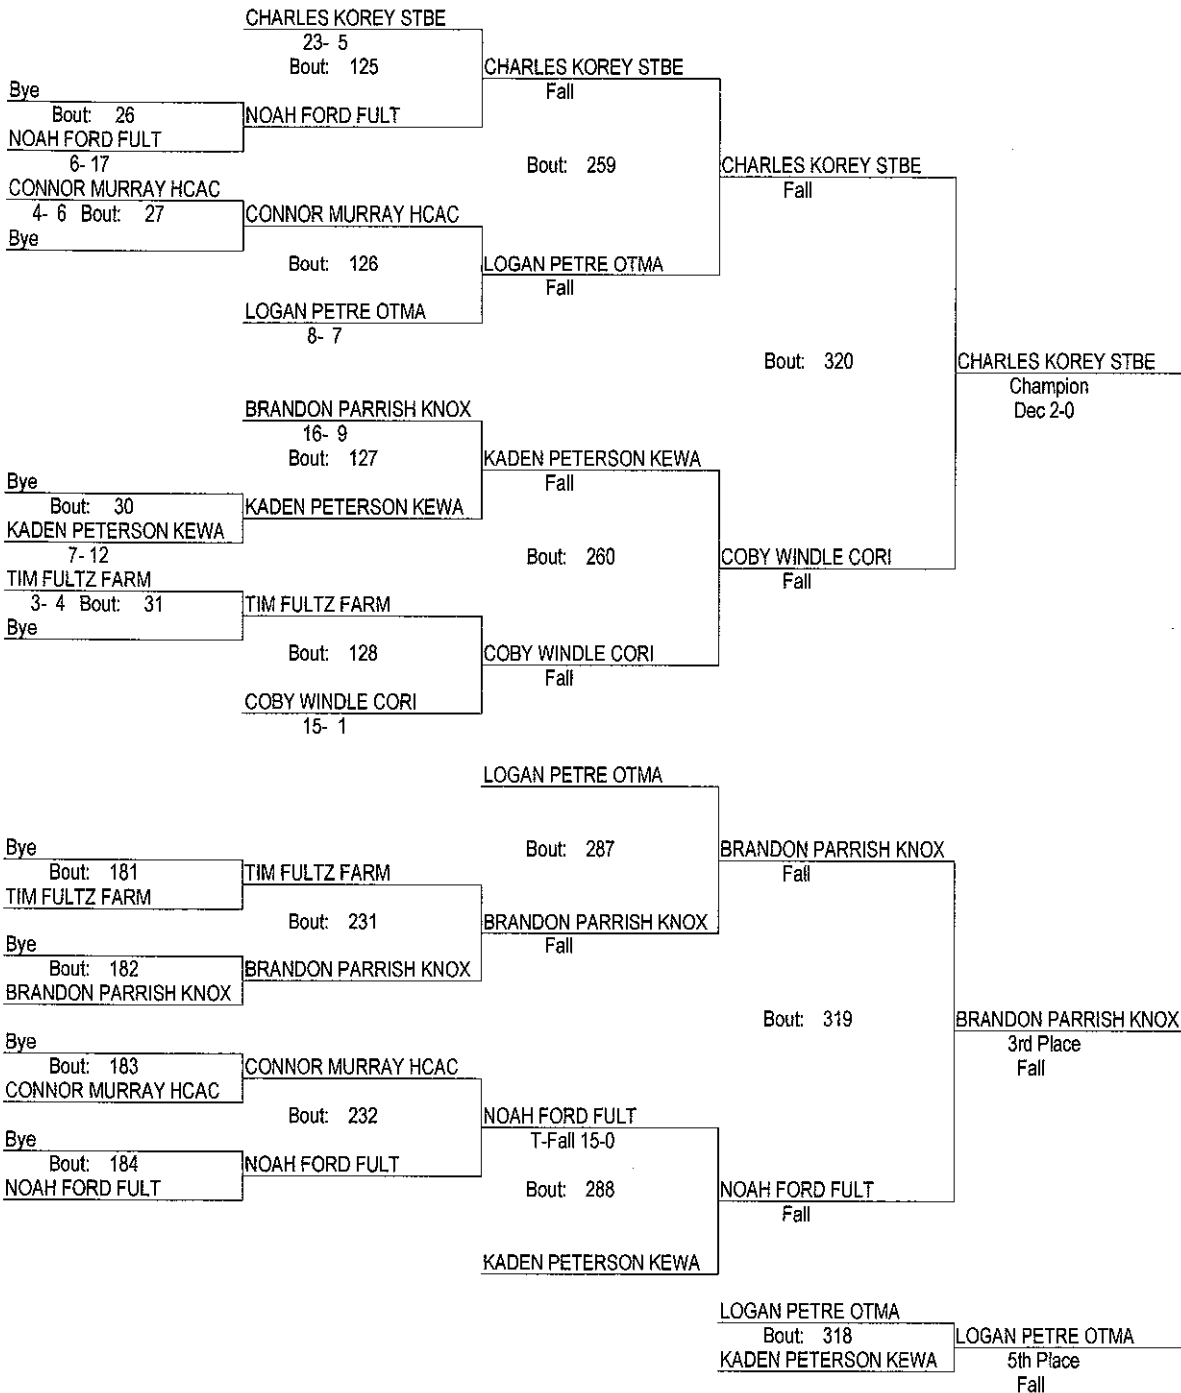 CHARLES KOREY STBE
23- 5
Bout: 125
CHARLES KOREY STBE
Fall
Bye
Bout: 26
NOAH FORD FULT
NOAH FORD FULT
6- 17
Bout: 259
CHARLES KOREY STBE
Fall
CONNOR MURRAY HCAC
4- 6 Bout: 27
CONNOR MURRAY HCAC
Bye
Bout: 126
LOGAN PETRE OTMA
Fall
LOGAN PETRE OTMA
8- 7
Bout: 320
CHARLES KOREY STBE
Champion
Dec 2-0
BRANDON PARRISH KNOX
16- 9
Bout: 127
KADEN PETERSON KEWA
Fall
Bye
Bout: 30
KADEN PETERSON KEWA
KADEN PETERSON KEWA
7- 12
Bout: 260
COBY WINDLE CORI
Fall
TIM FULTZ FARM
3- 4 Bout: 31
TIM FULTZ FARM
Bye
Bout: 128
COBY WINDLE CORI
Fall
COBY WINDLE CORI
15- 1
LOGAN PETRE OTMA
Bout: 287
BRANDON PARRISH KNOX
Fall
Bye
Bout: 181
TIM FULTZ FARM
TIM FULTZ FARM
Bout: 231
BRANDON PARRISH KNOX
Fall
Bye
Bout: 182
BRANDON PARRISH KNOX
BRANDON PARRISH KNOX
Bout: 319
BRANDON PARRISH KNOX
3rd Place
Fall
Bye
Bout: 183
CONNOR MURRAY HCAC
CONNOR MURRAY HCAC
Bout: 232
NOAH FORD FULT
T-Fall 15-0
Bye
Bout: 184
NOAH FORD FULT
NOAH FORD FULT
Bout: 288
NOAH FORD FULT
Fall
KADEN PETERSON KEWA
LOGAN PETRE OTMA
Bout: 318
LOGAN PETRE OTMA
KADEN PETERSON KEWA
5th Place
Fall